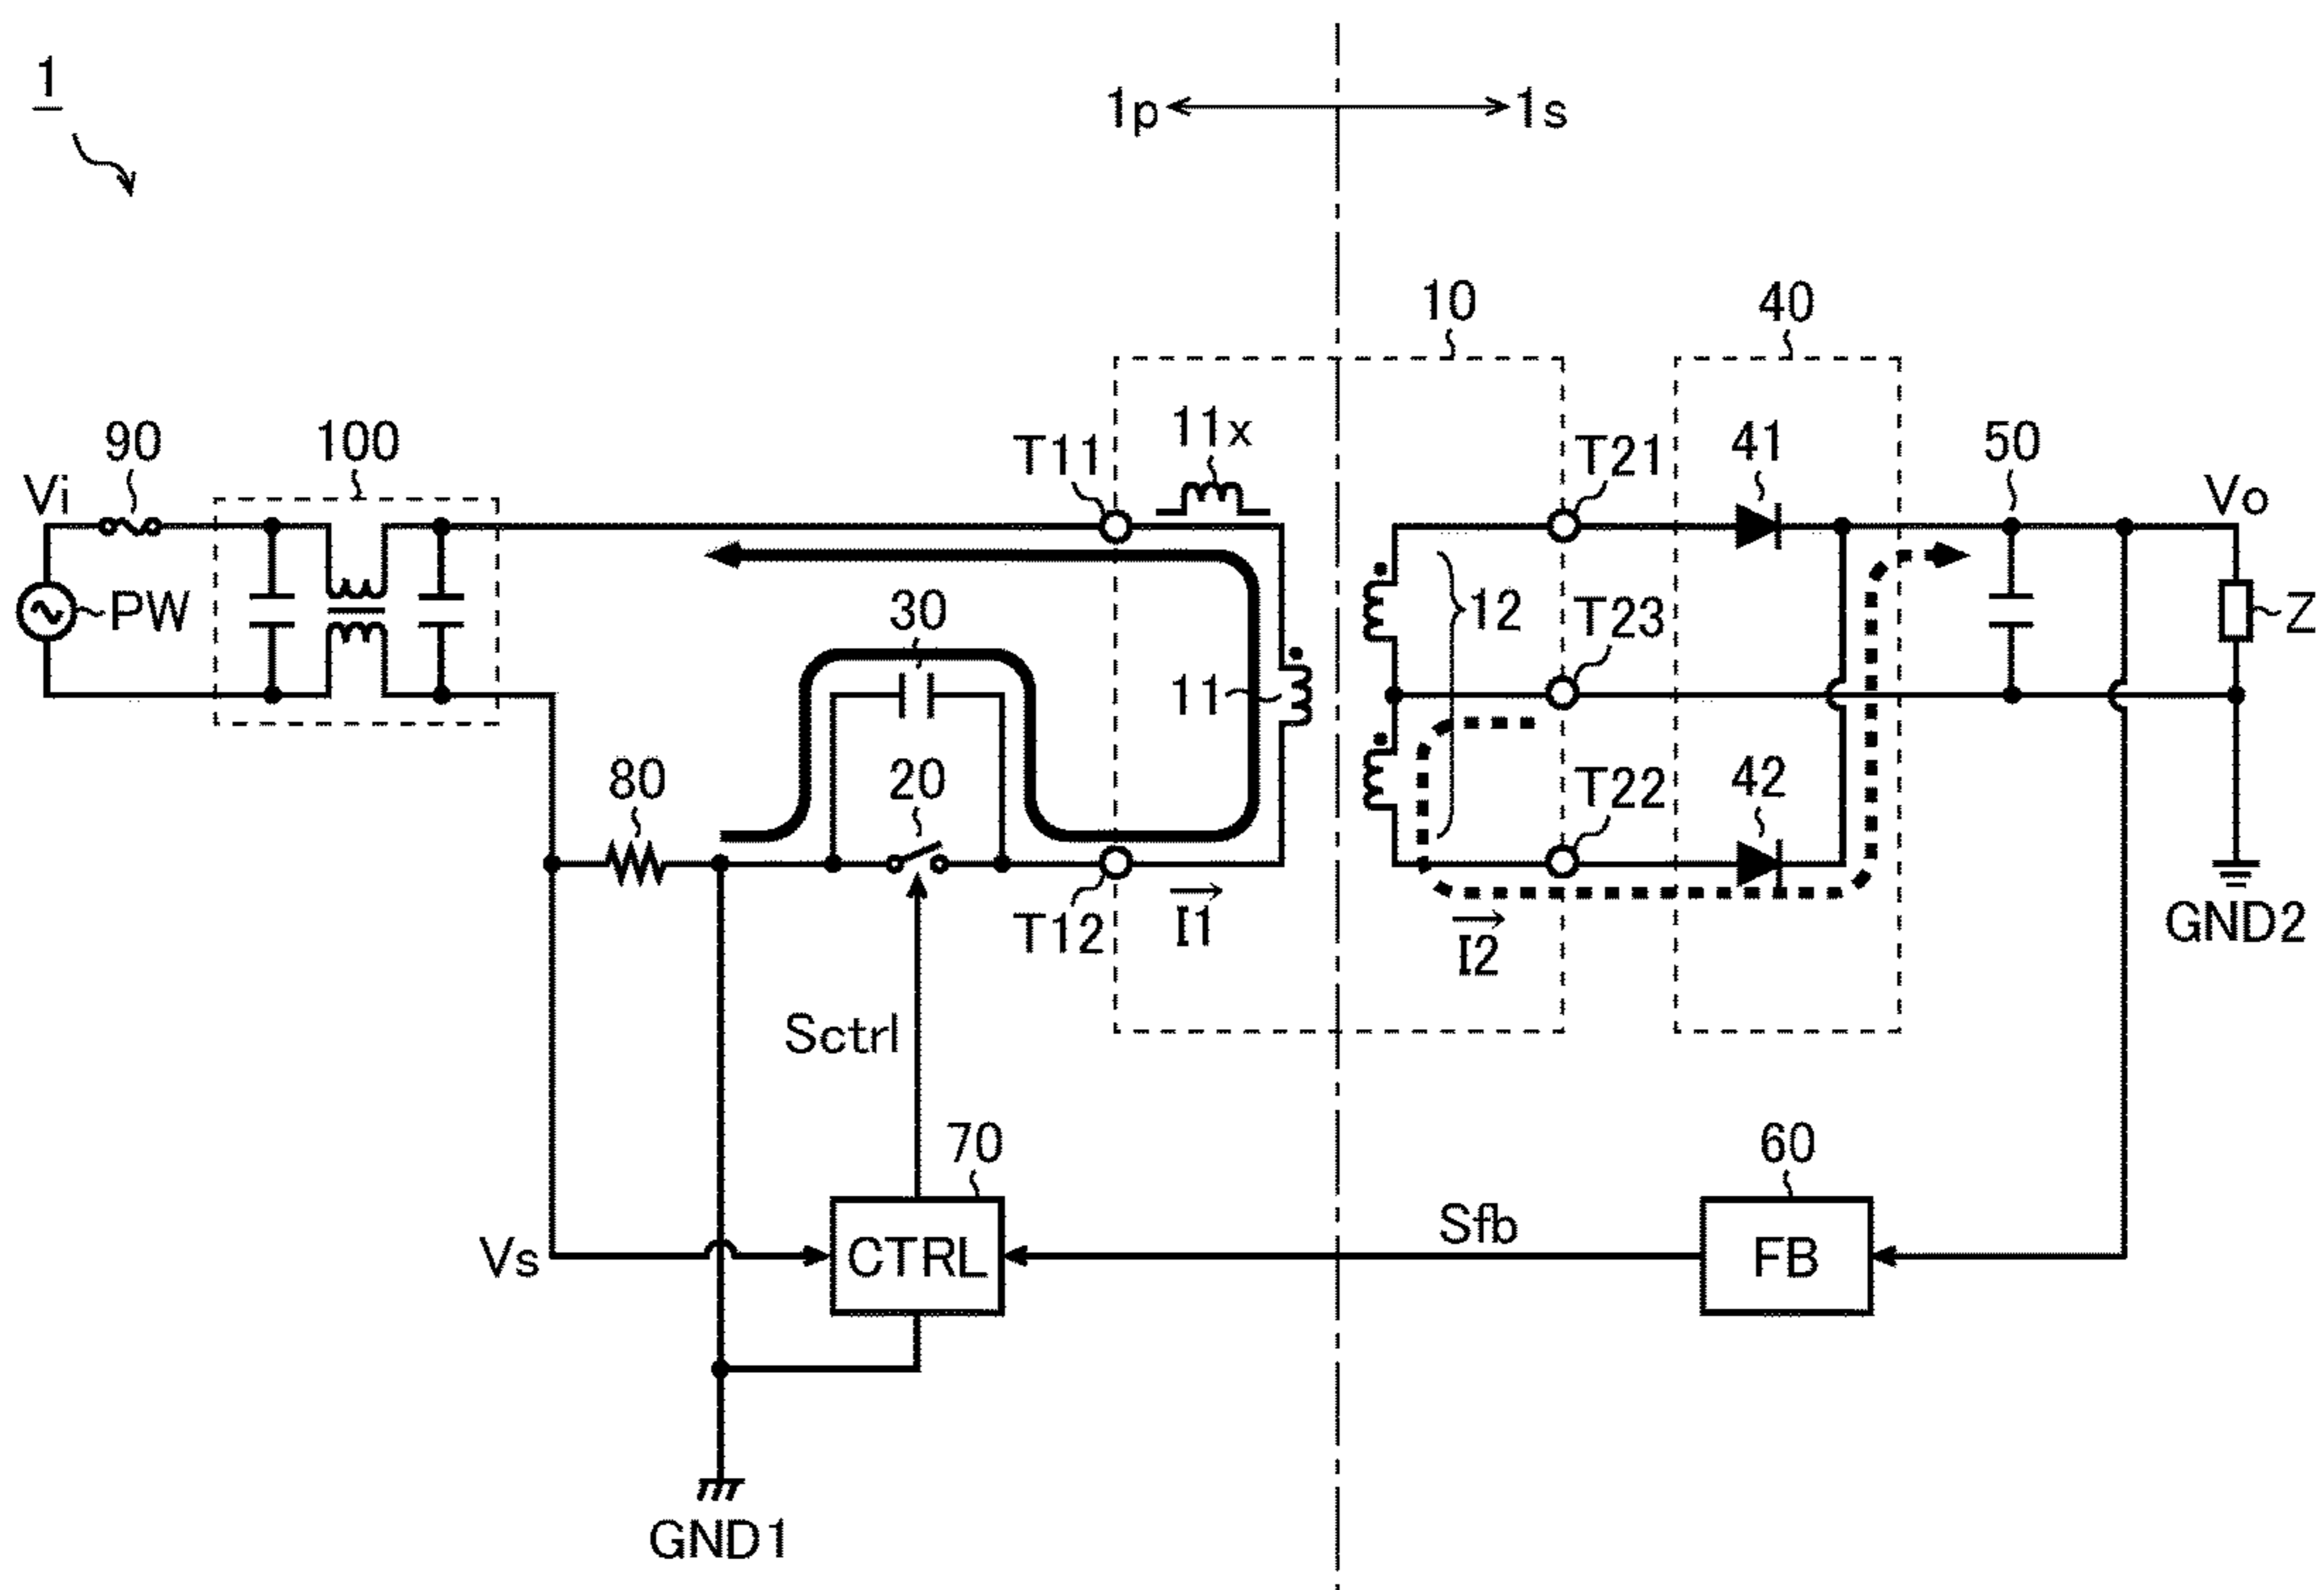 1
1p
1s
10
40
90
100
T11
11x
T21
41
50
Vi
Vo
PW
30
11
12
T23
Z
80
20
T22
42
T12
I1
I2
GND2
Sctrl
70
60
Vs
CTRL
Sfb
FB
GND1